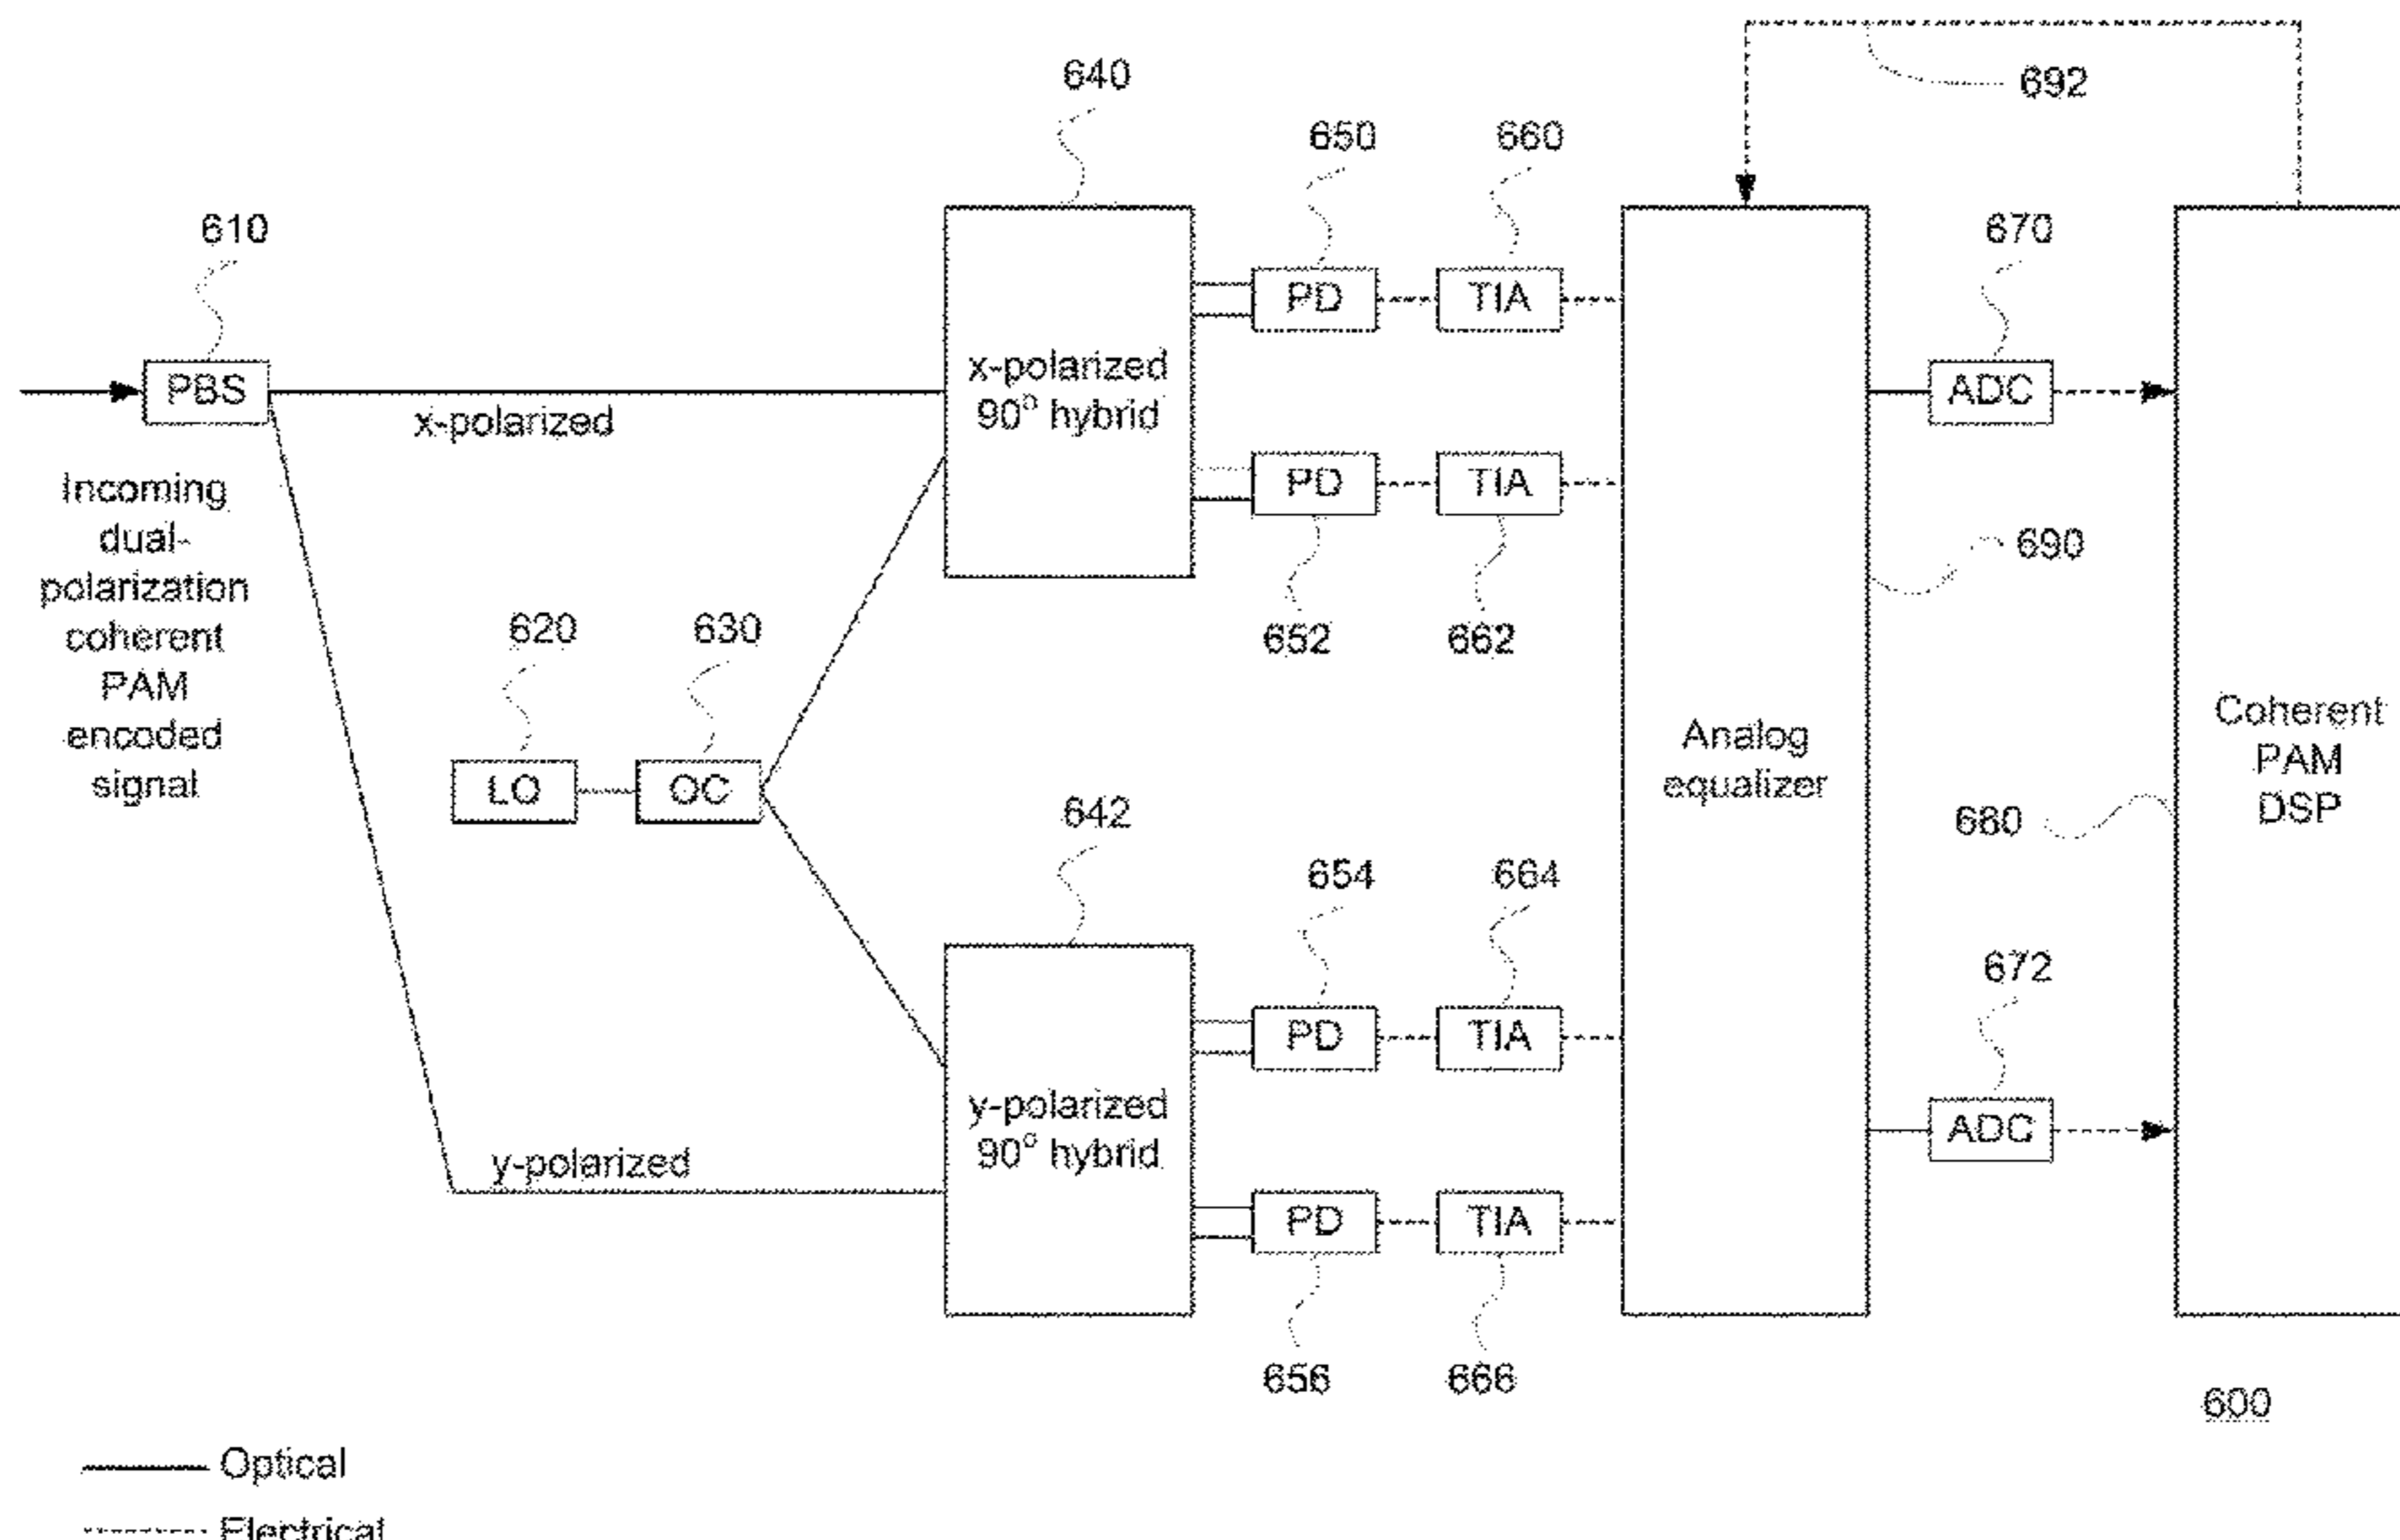 640
692
650
660
610
670
PBS
x-polarized
x-polarized
90° hybrid
PD
TIA
ADC
PD
TIA
Incoming
dual-
polarization
coherent
PAM
encoded
signal
690
652
662
620
630
LO
OC
Analog
equalizer
Coherent
PAM
DSP
680
642
654
664
672
PD
TIA
ADC
y-polarized
y-polarized
90° hybrid
PD
TIA
656
666
600
Optical
Electrical